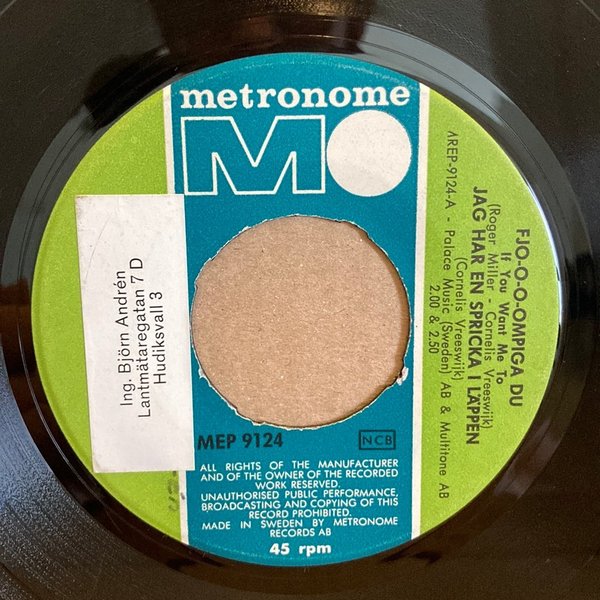 metronome
MO
Ing. Björn Andrén
Lantmätaregatan 7 D
Hudiksvall 3
FJO-O-O-OMPIGA DU
If You Want Me To
(Roger Miller - Cornelis Vreeswijk)
JAG HAR EN SPRICKA I LÄPPEN
(Cornelis Vreeswijk)
AREP-9124-A - Palace Music (Sweden) AB & Multitone AB
2.00 & 2.50
MEP 9124
NCB
ALL RIGHTS OF THE MANUFACTURER
AND OF THE OWNER OF THE RECORDED
WORK RESERVED.
UNAUTHORISED PUBLIC PERFORMANCE,
BROADCASTING AND COPYING OF THIS
RECORD PROHIBITED.
MADE IN SWEDEN BY METRONOME
RECORDS AB
45 rpm